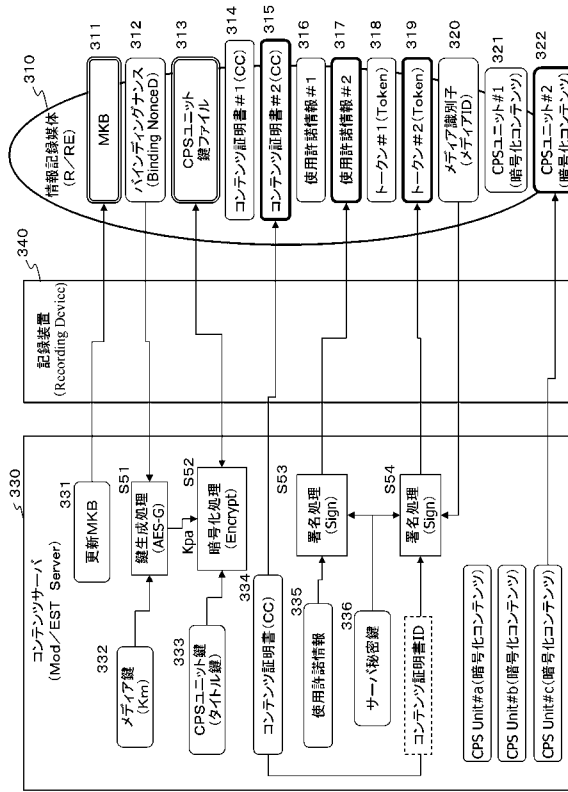 コンテンツサーバ
(Mod/EST Server)
330
331
更新MKB
332
メディア鍵
(Km)
S51
鍵生成処理
(AES-G)
Kpa
S52
暗号化処理
(Encrypt)
333
CPSユニット鍵
(タイトル鍵)
334
コンテンツ証明書(CC)
335
使用許諾情報
S53
署名処理
(Sign)
336
サーバ秘密鍵
S54
署名処理
(Sign)
コンテンツ証明書ID
CPS Unit#a(暗号化コンテンツ)
CPS Unit#b(暗号化コンテンツ)
CPS Unit#c(暗号化コンテンツ)
340
記録装置
(Recording Device)
310
情報記録媒体
(R/RE)
MKB
311
バインディングナンス
(Binding NonceD)
312
CPSユニット
鍵ファイル
313
コンテンツ証明書#1(CC)
314
コンテンツ証明書#2(CC)
315
使用許諾情報#1
316
使用許諾情報#2
317
トークン#1(Token)
318
トークン#2(Token)
319
メディア識別子
(メディアID)
320
CPSユニット#1
(暗号化コンテンツ)
321
CPSユニット#2
(暗号化コンテンツ)
322